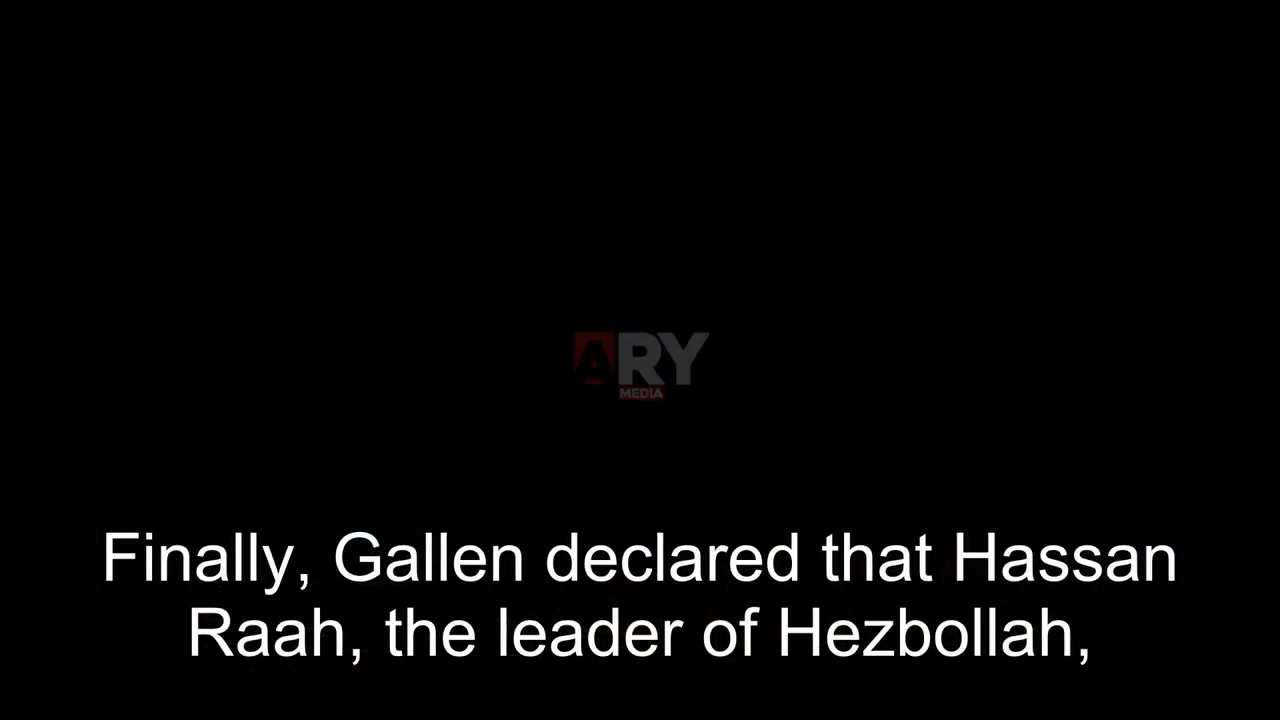 ARY
MEDIA
Finally, Gallen declared that Hassan
Raah, the leader of Hezbollah,